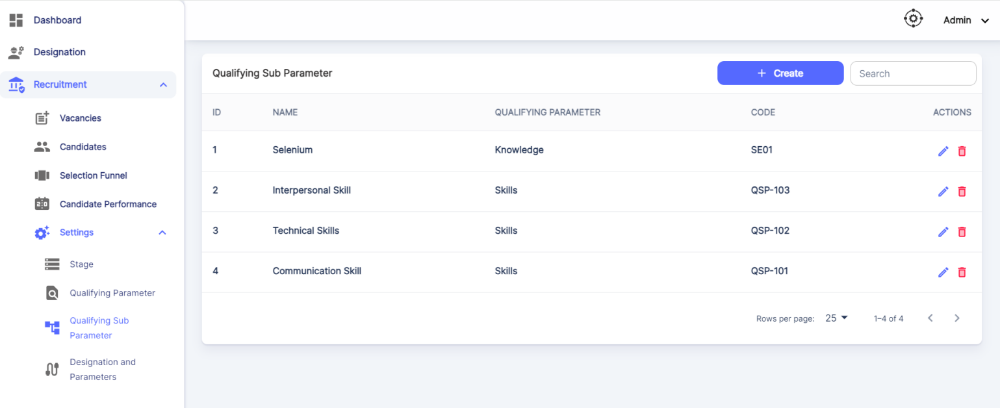 Dashboard
Admin
Designation
Recruitment
Vacancies
Candidates
Selection Funnel
2:0 Candidate Performance
Settings
Stage
Qualifying Parameter
Qualifying Sub
Parameter
Designation and
Parameters
Qualifying Sub Parameter
+ Create
Search
ID NAME QUALIFYING PARAMETER CODE ACTIONS
1 Selenium Knowledge SE01
2 Interpersonal Skill Skills QSP-103
3 Technical Skills Skills QSP-102
4 Communication Skill Skills QSP-101
Rows per page: 25 1–4 of 4